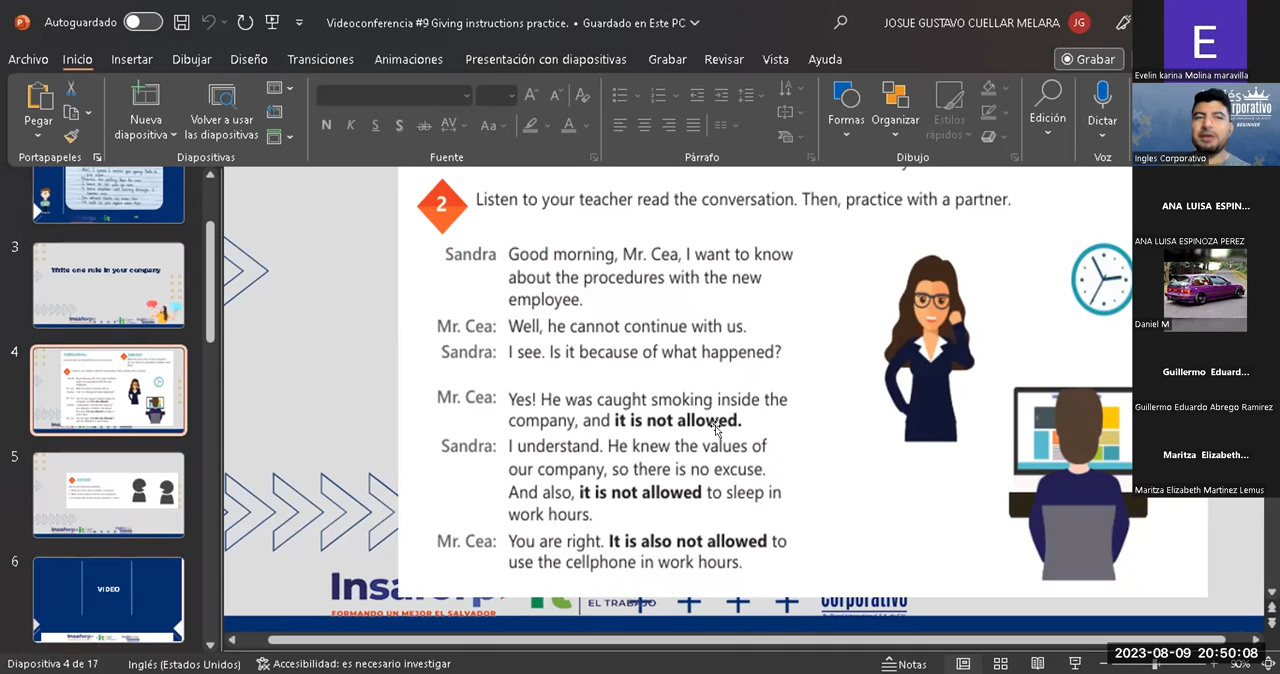 Autoguardado
Videoconferencia #9 Giving instructions practice. • Guardado en Este PC
JOSUE GUSTAVO CUELLAR MELARA
JG
Archivo Inicio Insertar Dibujar Diseño Transiciones Animaciones Presentación con diapositivas Grabar Revisar Vista Ayuda
Grabar
Pegar
Nueva diapositiva
Volver a usar las diapositivas
N K S S ab AV Aa A
Formas Organizar Estilos rápidos Edición Dictar
Portapapeles Diapositivas Fuente Párrafo Dibujo Voz
E
Evelin karina Molina maravilla
Ingles Corporativo
ANA LUISA ESPIN...
ANA LUISA ESPINOZA PEREZ
Daniel M
Guillermo Eduard...
Guillermo Eduardo Abrego Ramirez
Maritza Elizabeth...
Maritza Elizabeth Martinez Lemus
3
Write one rule in your company
4
5
6
VIDEO
2 Listen to your teacher read the conversation. Then, practice with a partner.
Sandra Good morning, Mr. Cea, I want to know
about the procedures with the new
employee.
Mr. Cea: Well, he cannot continue with us.
Sandra: I see. Is it because of what happened?
Mr. Cea: Yes! He was caught smoking inside the
company, and it is not allowed.
Sandra: I understand. He knew the values of
our company, so there is no excuse.
And also, it is not allowed to sleep in
work hours.
Mr. Cea: You are right. It is also not allowed to
use the cellphone in work hours.
Insaforp
FORMANDO UN MEJOR EL SALVADOR
EL TRABAJO
Corporativo
Diapositiva 4 de 17 Inglés (Estados Unidos) Accesibilidad: es necesario investigar
Notas
2023-08-09 20:50:08
90%